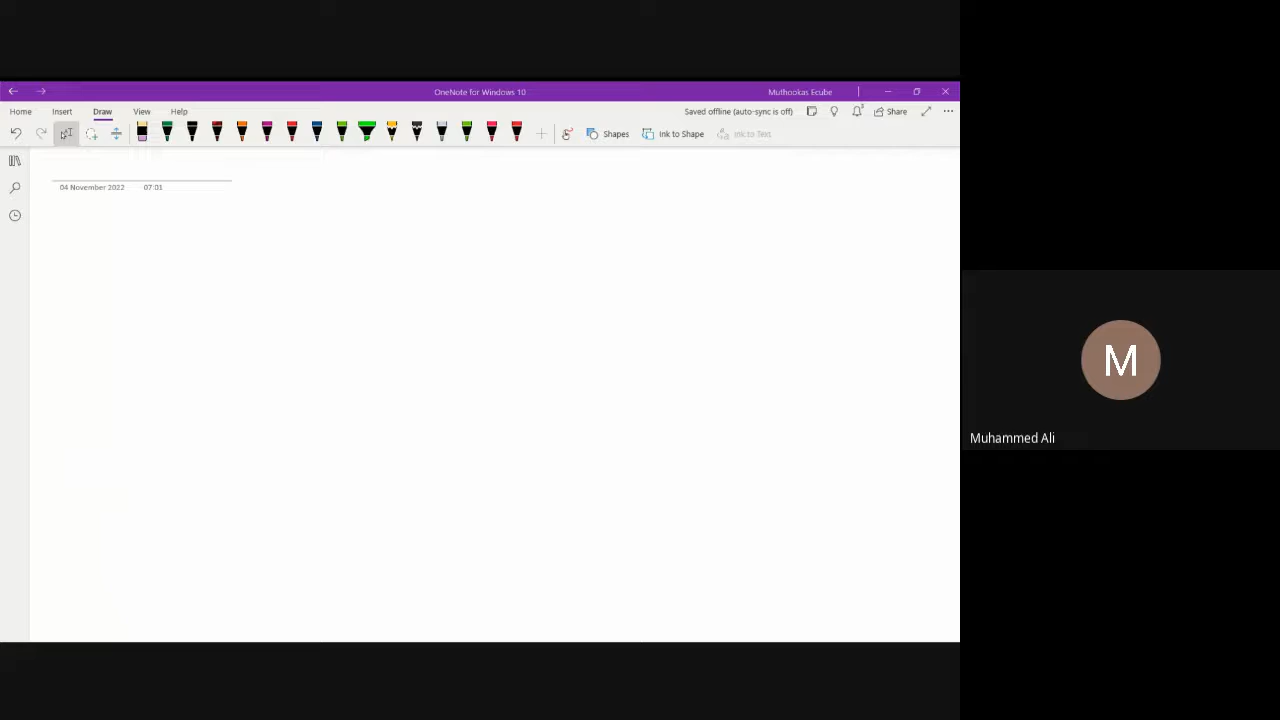 OneNote for Windows 10
Muthookas Ecube
Home Insert Draw View Help
Saved offline (auto-sync is off)
Share
Shapes
Ink to Shape
Ink to Text
04 November 2022 07:01
M
Muhammed Ali